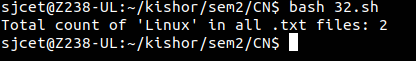 sjcet@Z238-UL:~/kishor/sem2/CN$ bash 32.sh
Total count of 'Linux' in all .txt files: 2
sjcet@Z238-UL:~/kishor/sem2/CN$